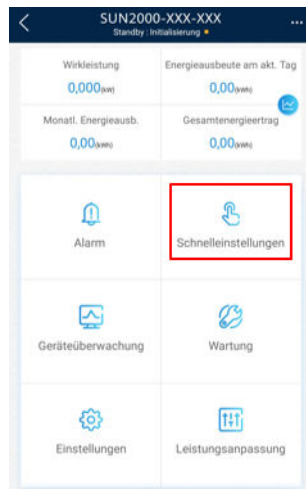 SUN2000-XXX-XXX
Standby : Initialisierung
Wirkleistung
Energieausbeute am akt. Tag
0,000(kW)
0,00(kWh)
Monatl. Energieausb.
Gesamtenergieertrag
0,00(kWh)
0,00(kWh)
Alarm
Schnelleinstellungen
Geräteüberwachung
Wartung
Einstellungen
Leistungsanpassung